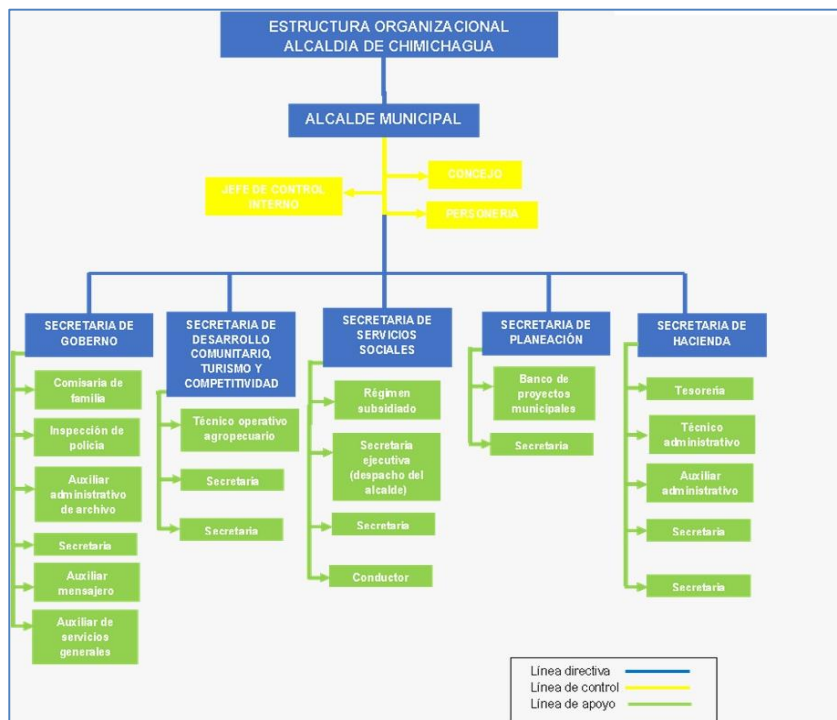 ESTRUCTURA ORGANIZACIONAL
ALCALDIA DE CHIMICHAGUA
ALCALDE MUNICIPAL
CONCEJO
JEFE DE CONTROL
INTERNO
PERSONERIA
SECRETARIA DE
GOBERNO
Comisaria de
familia
Inspección de
policia
Auxiliar
administrativo
de archivo
Secretaria
Auxiliar
mensajero
Auxiliar de
servicios
generales
SECRETARIA DE
DESARROLLO
COMUNITARIO,
TURISMO Y
COMPETITIVIDAD
Técnico operativo
agropecuario
Secretaria
Secretaria
SECRETARIA DE
SERVICIOS
SOCIALES
Régimen
subsidiado
Secretaria
ejecutiva
(despacho del
alcalde)
Secretaria
Conductor
SECRETARIA DE
PLANEACIÓN
Banco de
proyectos
municipales
Secretaria
SECRETARIA DE
HACIENDA
Tesoreria
Técnico
administrativo
Auxiliar
administrativo
Secretaria
Secretaria
Línea directiva
Línea de control
Línea de apoyo